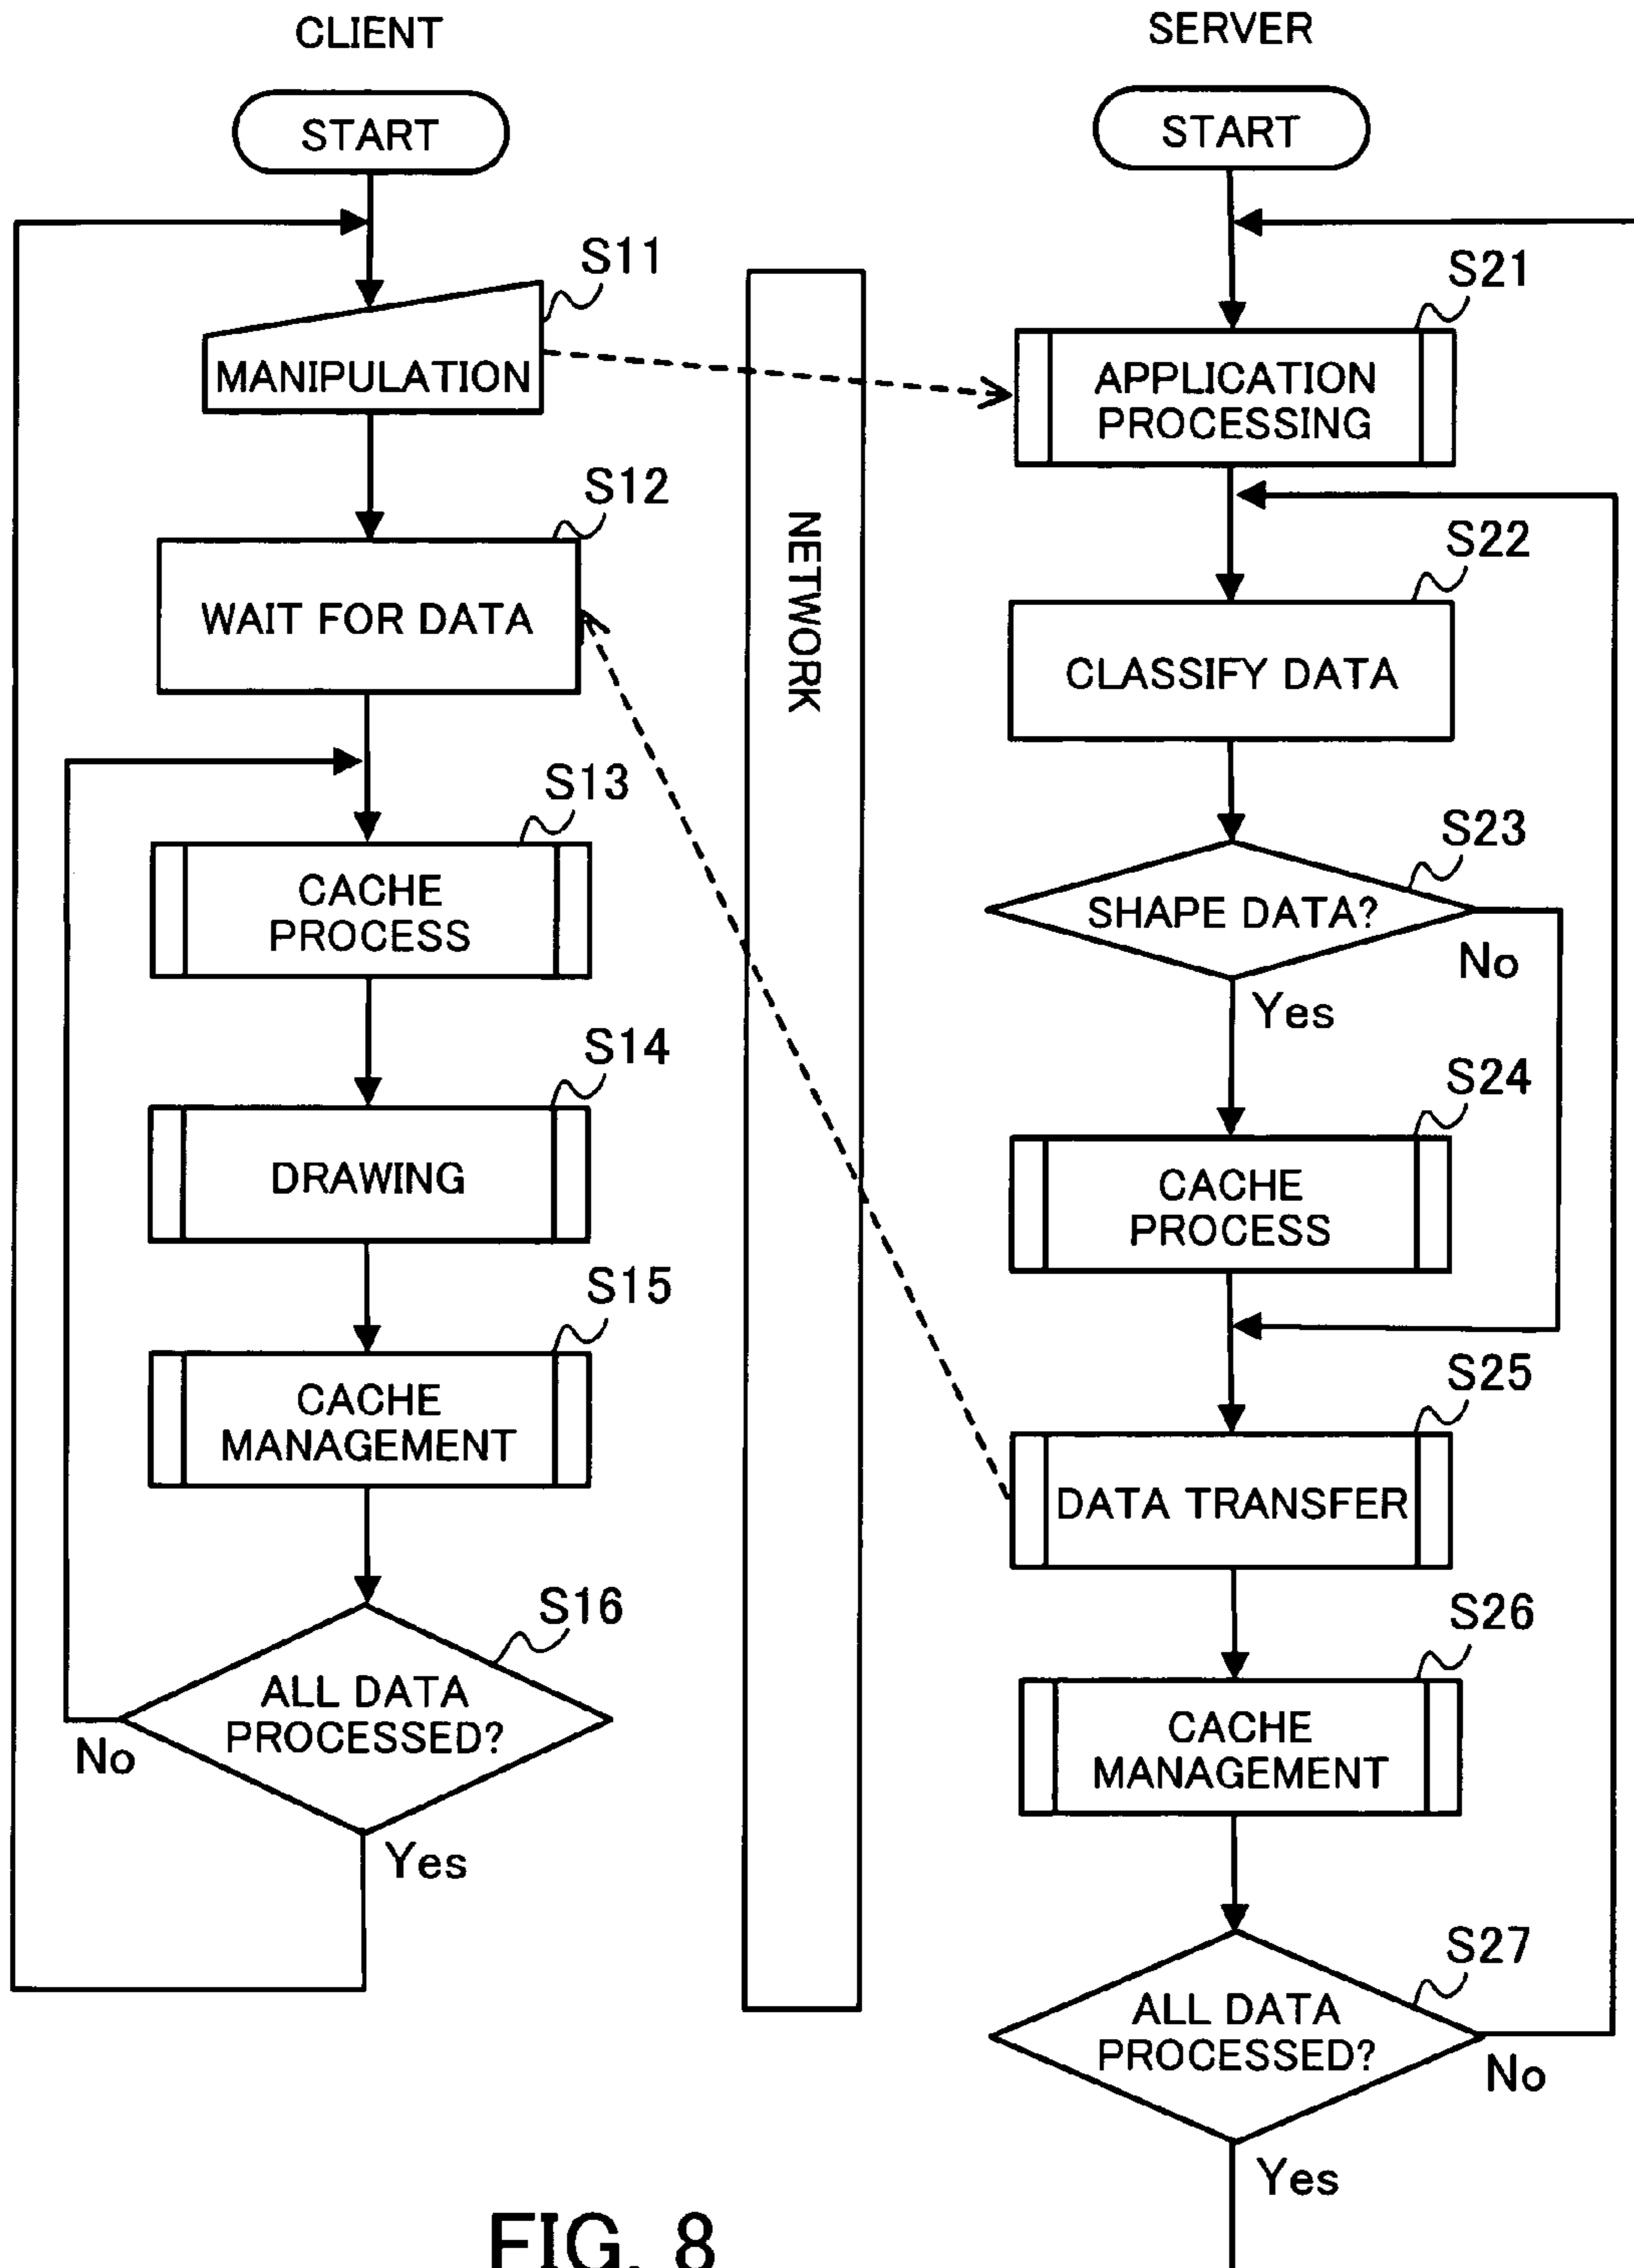 CLIENT
START
S11
MANIPULATION
S12
WAIT FOR DATA
S13
CACHE
PROCESS
S14
DRAWING
S15
CACHE
MANAGEMENT
S16
ALL DATA
PROCESSED?
No
Yes
NETWORK
SERVER
START
S21
APPLICATION
PROCESSING
S22
CLASSIFY DATA
S23
SHAPE DATA?
No
Yes
S24
CACHE
PROCESS
S25
DATA TRANSFER
S26
CACHE
MANAGEMENT
S27
ALL DATA
PROCESSED?
No
Yes
FIG. 8